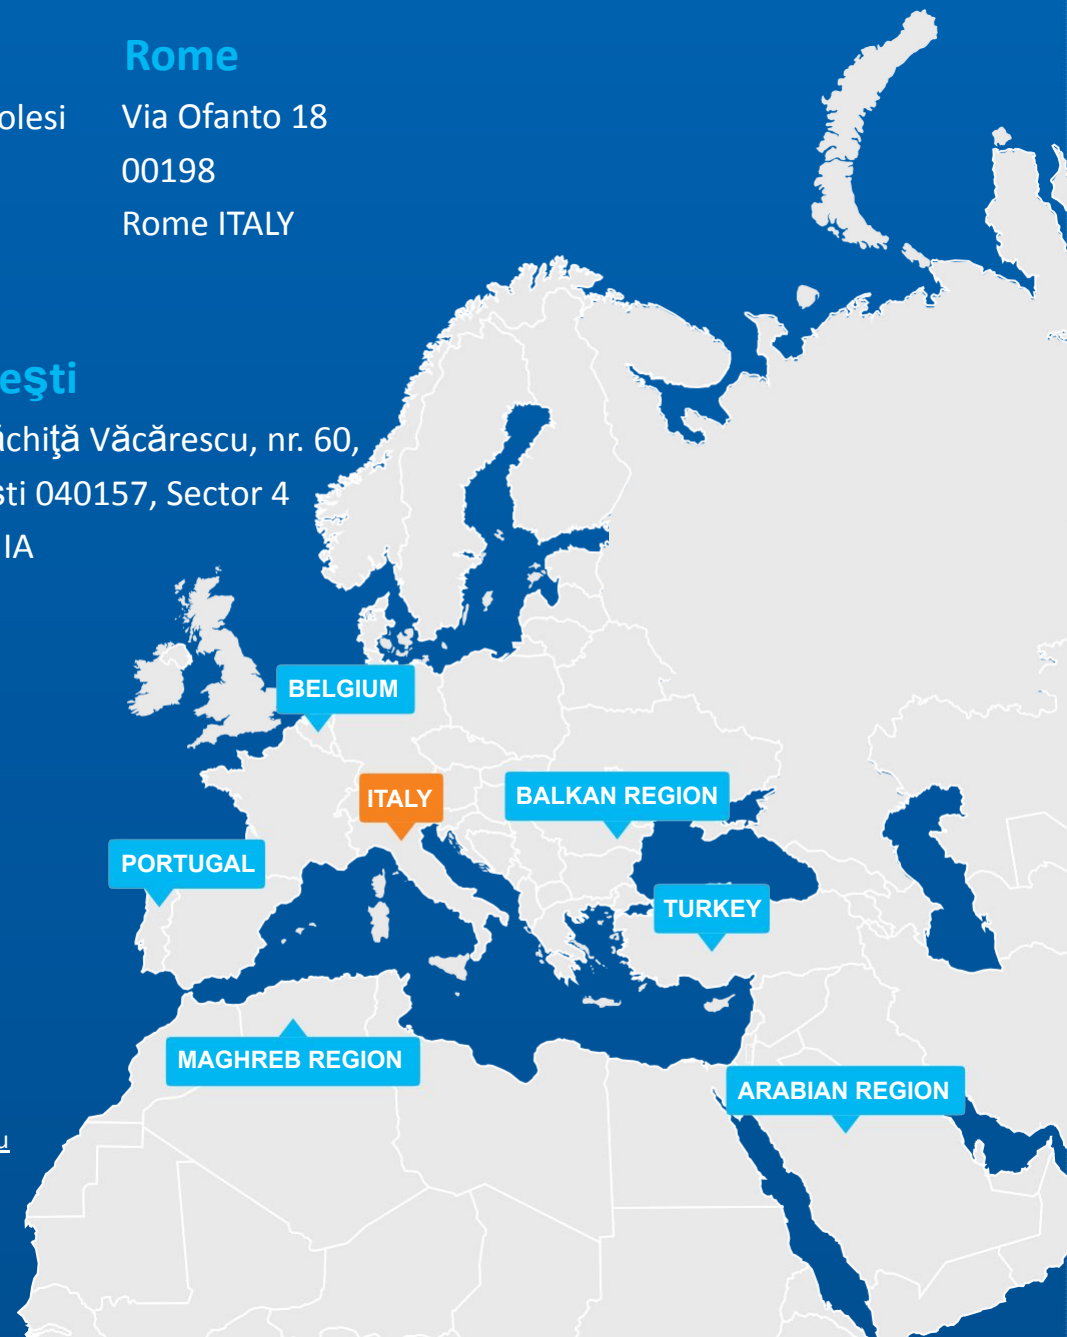 Rome
olesi
Via Ofanto 18
00198
Rome ITALY
eşti
ăchiţă Văcărescu, nr. 60,
şti 040157, Sector 4
IA
BELGIUM
ITALY
BALKAN REGION
PORTUGAL
TURKEY
MAGHREB REGION
ARABIAN REGION
u